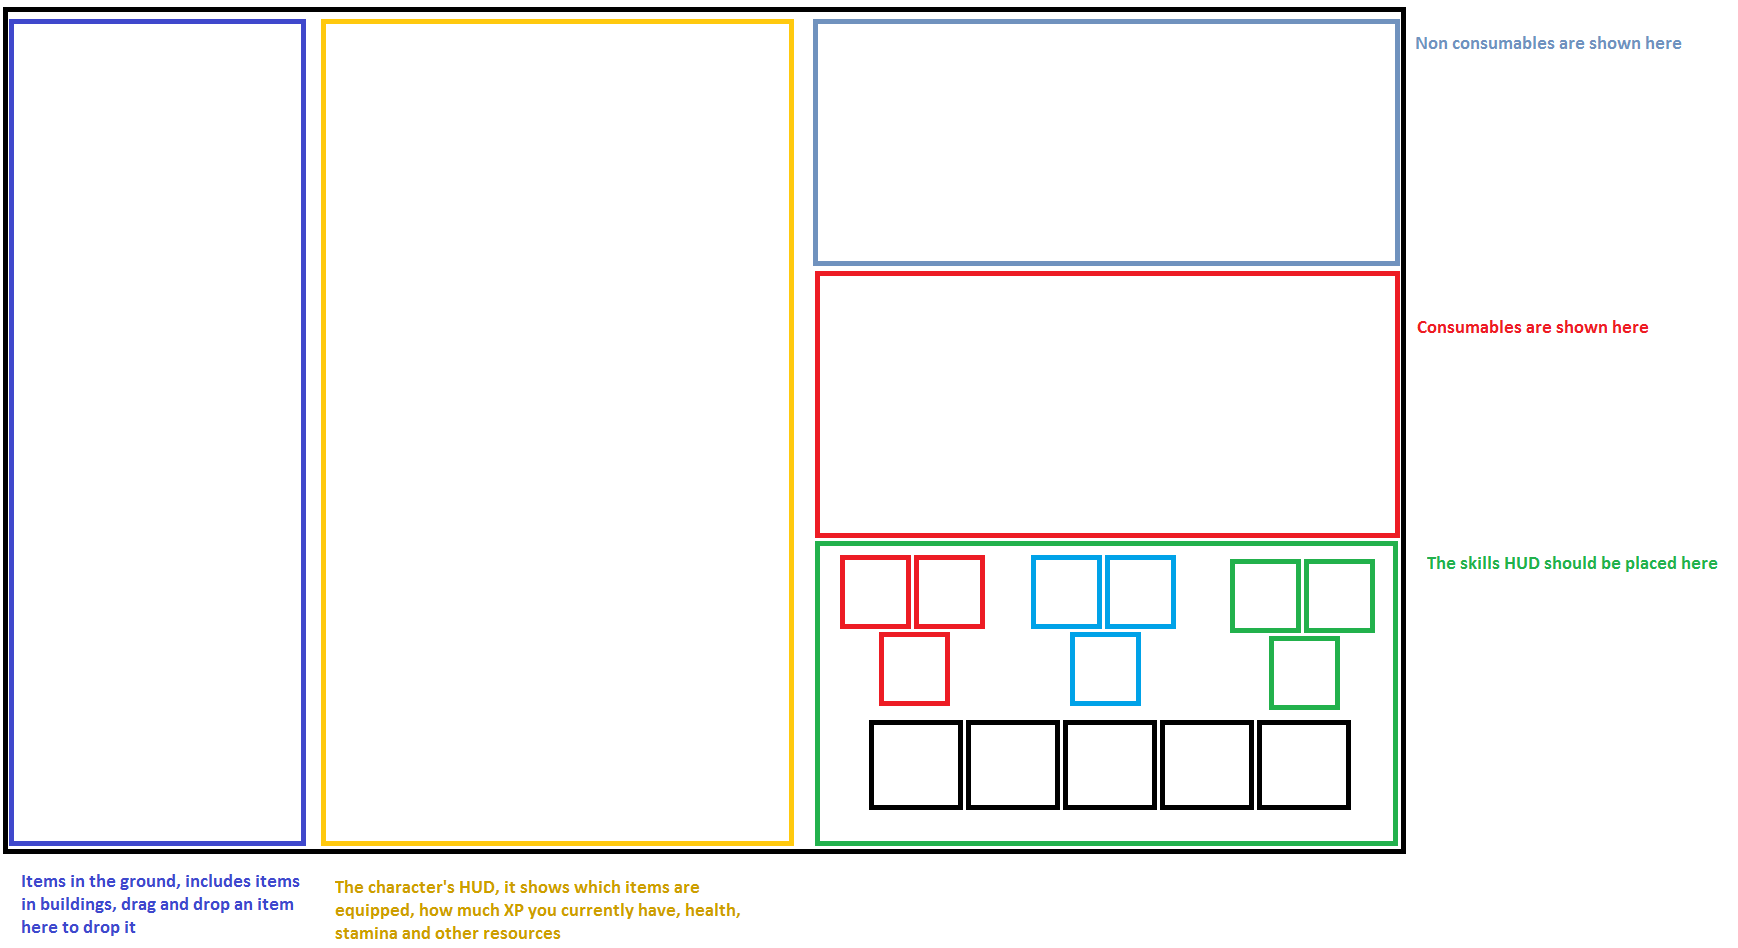 Non consumables are shown here
Consumables are shown here
The skills HUD should be placed here
Items in the ground, includes items
in buildings, drag and drop an item
here to drop it
The character's HUD, it shows which items are
equipped, how much XP you currently have, health,
stamina and other resources